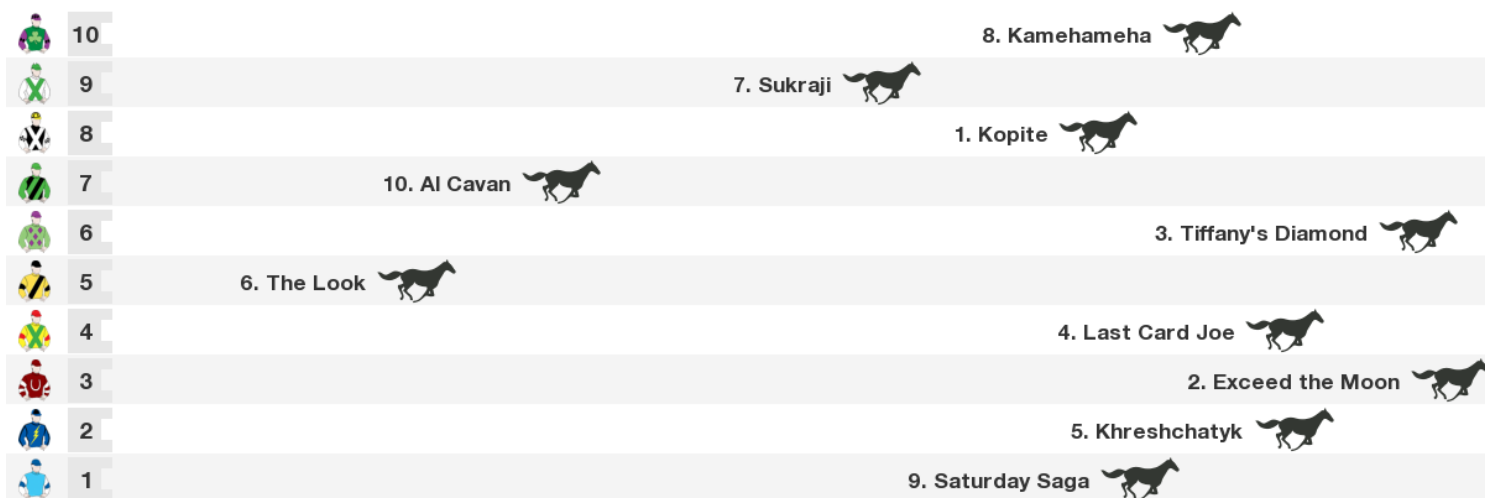 10 8. Kamehameha
9 7. Sukraji
8 1. Kopite
7 10. Al Cavan
6 3. Tiffany's Diamond
5 6. The Look
4 4. Last Card Joe
3 2. Exceed the Moon
2 5. Khreshchatyk
1 9. Saturday Saga